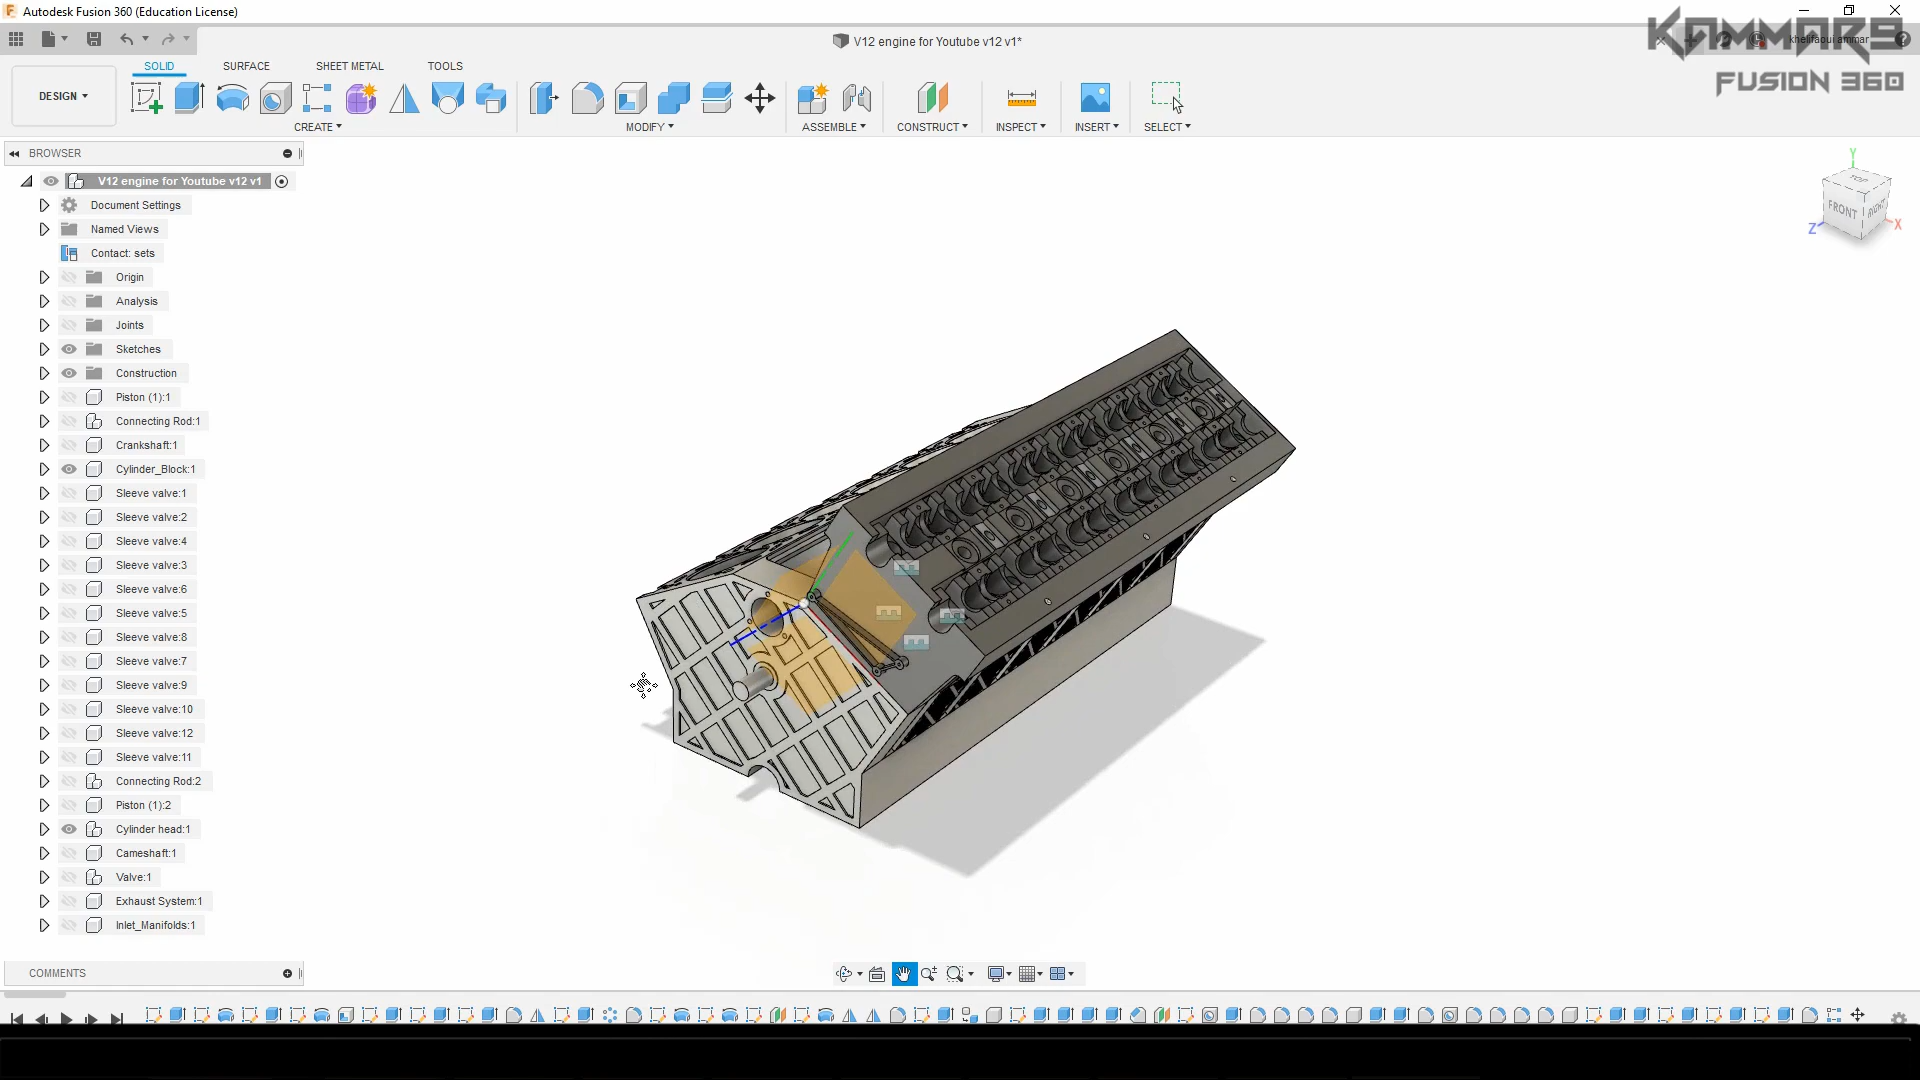 Autodesk Fusion 360 (Education License)
V12 engine for Youtube v12 v1*
khelifaoui ammar
KAMMAR9
FUSION 360
SOLID
SURFACE
SHEET METAL
TOOLS
DESIGN
CREATE
MODIFY
ASSEMBLE
CONSTRUCT
INSPECT
INSERT
SELECT
BROWSER
V12 engine for Youtube v12 v1
Document Settings
Named Views
Contact: sets
Origin
Analysis
Joints
Sketches
Construction
Piston (1):1
Connecting Rod:1
Crankshaft:1
Cylinder_Block:1
Sleeve valve:1
Sleeve valve:2
Sleeve valve:4
Sleeve valve:3
Sleeve valve:6
Sleeve valve:5
Sleeve valve:8
Sleeve valve:7
Sleeve valve:9
Sleeve valve:10
Sleeve valve:12
Sleeve valve:11
Connecting Rod:2
Piston (1):2
Cylinder head:1
Cameshaft:1
Valve:1
Exhaust System:1
Inlet_Manifolds:1
Y
TOP
FRONT
RIGHT
Z
X
COMMENTS